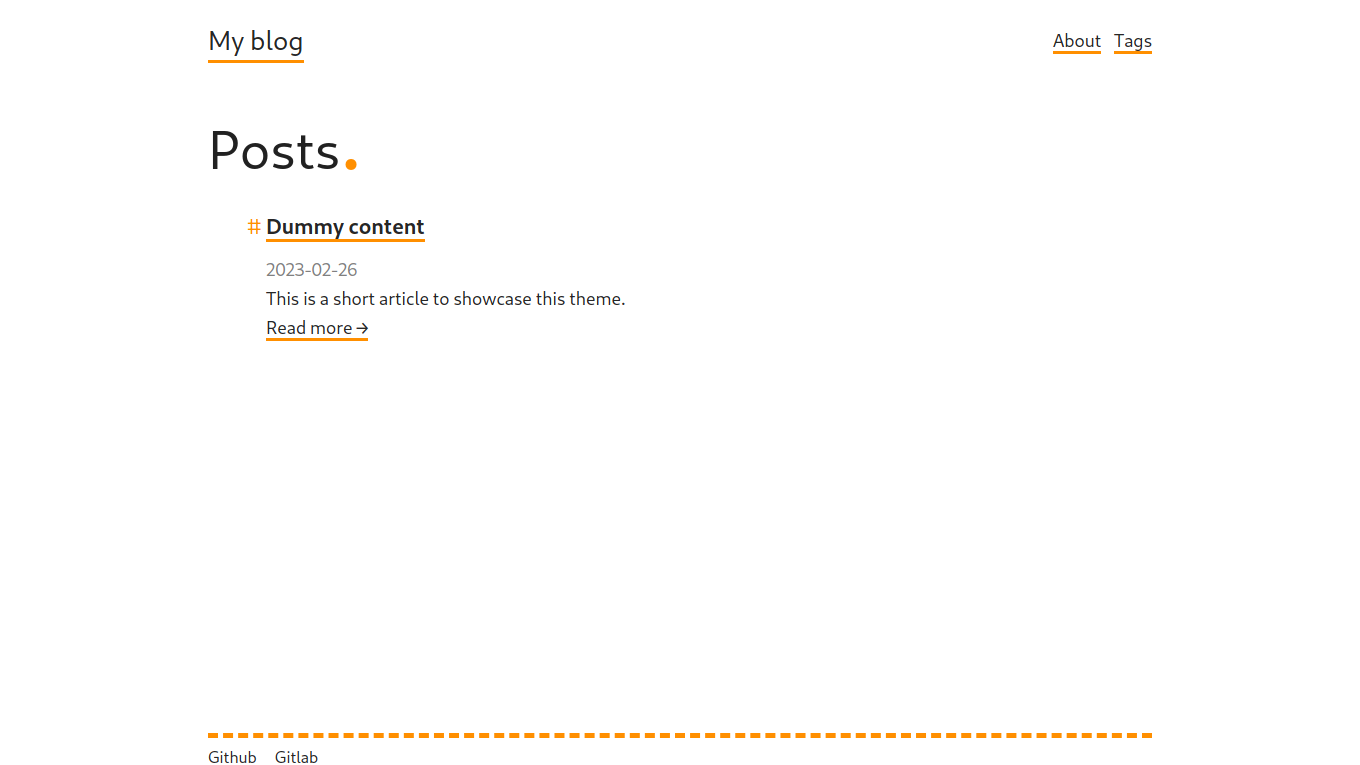 My blog
About Tags
Posts.
# Dummy content
2023-02-26
This is a short article to showcase this theme.
Read more →
Github Gitlab